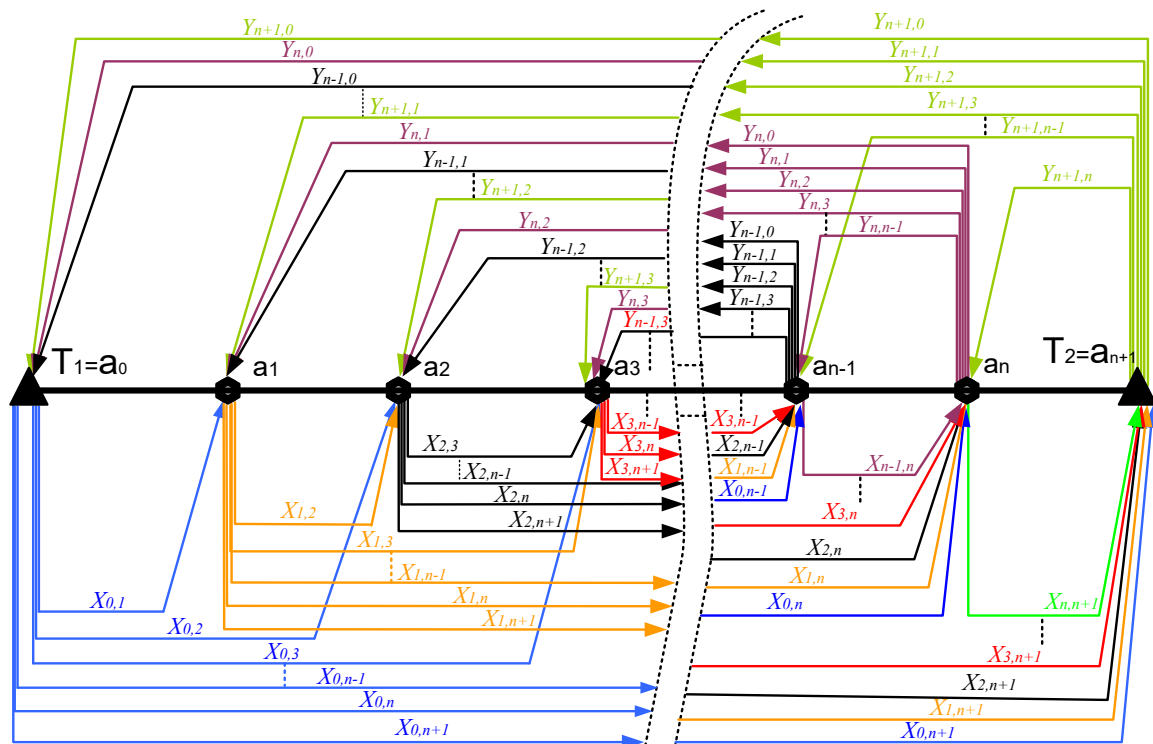 Yn+1,0 Yn+1,0
Yn,0 Yn+1,1
Yn-1,0 Yn+1,2
Yn+1,1 Yn+1,3
Yn,1 Yn,0 Yn+1,n-1
Yn-1,1 Yn,1
Yn+1,2 Yn,2 Yn+1,n
Yn,2 Yn,3
Yn-1,2 Yn-1,0 Yn,n-1
Yn-1,1
Yn+1,3 Yn-1,2
Yn,3 Yn-1,3
Yn-1,3
T1=a0 a1 a2 a3 an-1 an T2=an+1
X3,n-1 X3,n-1
X2,3 X3,n X2,n-1
X2,n-1 X3,n+1 X1,n-1 Xn-1,n
X2,n X0,n-1
X1,2 X2,n+1 X3,n
X1,3 X2,n
X1,n-1 X1,n
X0,1 X1,n X0,n Xn,n+1
X0,2 X1,n+1
X0,3 X3,n+1
X0,n-1 X2,n+1
X0,n X1,n+1
X0,n+1 X0,n+1